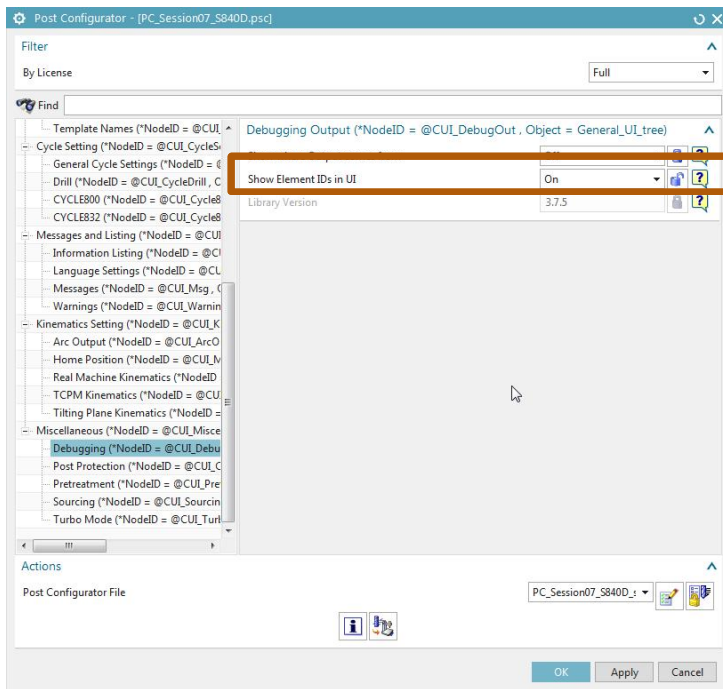 Post Configurator - [PC_Session07_S840D.psc]
Filter
By License
Full
Find
Template Names (*NodeID = @CUI_
Cycle Setting (*NodeID = @CUI_CycleS
General Cycle Settings (*NodeID = @
Drill (*NodeID = @CUI_CycleDrill , C
CYCLE800 (*NodeID = @CUI_Cycle8
CYCLE832 (*NodeID = @CUI_Cycle8
Messages and Listing (*NodeID = @CUI
Information Listing (*NodeID = @CU
Language Settings (*NodeID = @CU
Messages (*NodeID = @CUI_Msg , O
Warnings (*NodeID = @CUI_Warnin
Kinematics Setting (*NodeID = @CUI_K
Arc Output (*NodeID = @CUI_ArcO
Home Position (*NodeID = @CUI_M
Real Machine Kinematics (*NodeID
TCPM Kinematics (*NodeID = @CU
Tilting Plane Kinematics (*NodeID =
Miscellaneous (*NodeID = @CUI_Misce
Debugging (*NodeID = @CUI_Debu
Post Protection (*NodeID = @CUI_C
Pretreatment (*NodeID = @CUI_Pre
Sourcing (*NodeID = @CUI_Sourcin
Turbo Mode (*NodeID = @CUI_Turl
Debugging Output (*NodeID = @CUI_DebugOut , Object = General_UI_tree)
Show Element IDs in UI
On
Library Version
3.7.5
Actions
Post Configurator File
PC_Session07_S840D_:
OK
Apply
Cancel